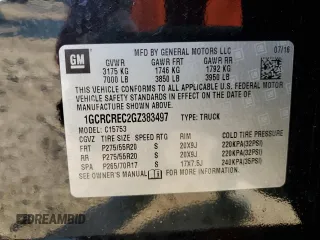 GM
MFD BY GENERAL MOTORS LLC 07/16
GVWR GAWR FRT GAWR RR
3175 KG 1746 KG 1792 KG
7000 LB 3850 LB 3950 LB
THIS VEHICLE CONFORMS TO ALL APPLICABLE U.S. FEDERAL MOTOR
VEHICLE SAFETY STANDARDS IN EFFECT ON THE DATE OF
MANUFACTURE SHOWN ABOVE.
1GCRCREC2GZ383497 TYPE: TRUCK
MODEL: C15753
CGVZ TIRE SIZE SPEED RTG RIM COLD TIRE PRESSURE
FRT P275/55R20 S 20X9J 220KPA(32PSI)
RR P275/55R20 S 20X9J 220KPA(32PSI)
SPA P265/70R17 S 17X7.5J 240KPA(35PSI)
SEE OWNER'S MANUAL FOR ADDITIONAL INFORMATION.
AUTOBIDMAX